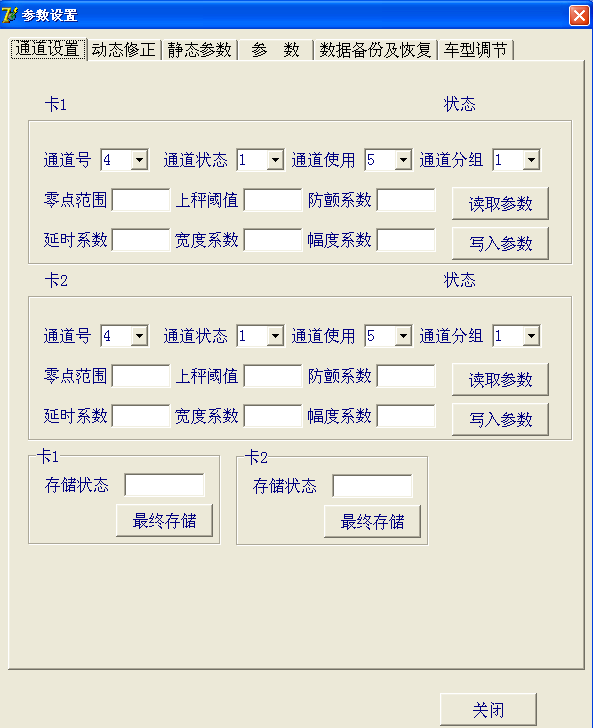 参数设置
通道设置 动态修正 静态参数 参 数 数据备份及恢复 车型调节
卡1 状态
通道号 4 通道状态 1 通道使用 5 通道分组 1
零点范围 上秤阈值 防颤系数 读取参数
延时系数 宽度系数 幅度系数 写入参数
卡2 状态
通道号 4 通道状态 1 通道使用 5 通道分组 1
零点范围 上秤阈值 防颤系数 读取参数
延时系数 宽度系数 幅度系数 写入参数
卡1 卡2
存储状态 存储状态
最终存储 最终存储
关闭